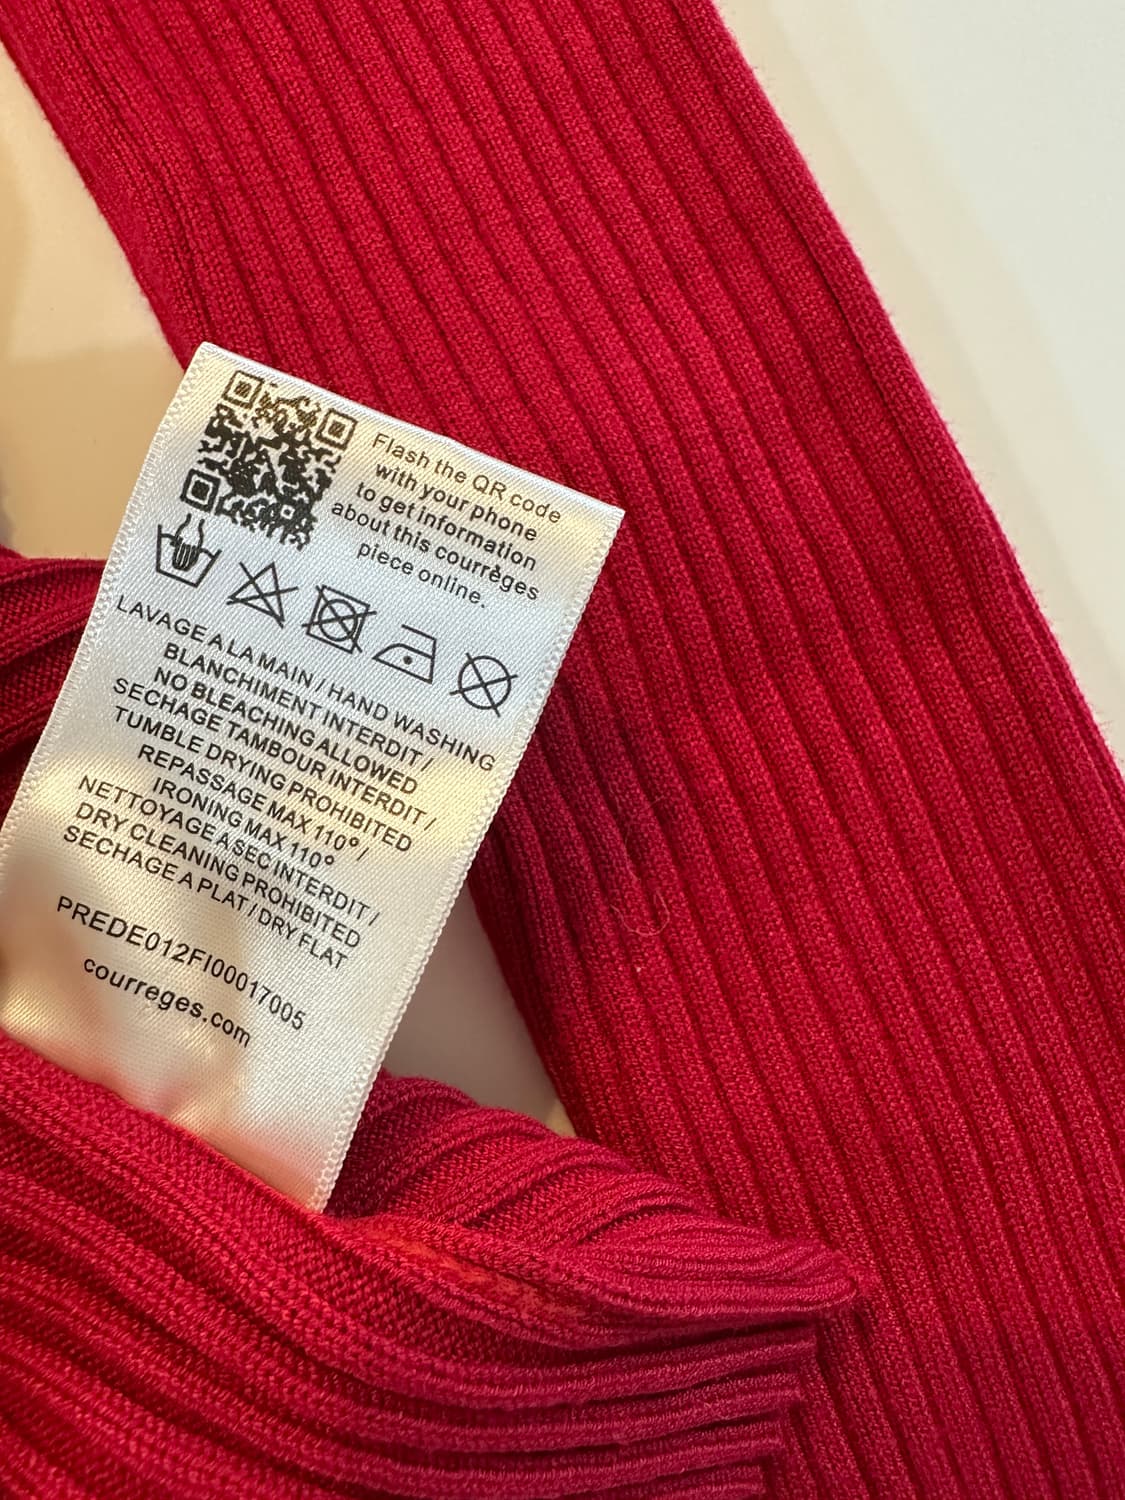 Flash the QR code
with your phone
to get information
about this courrèges
piece online.
LAVAGE A LA MAIN / HAND WASHING
BLANCHIMENT INTERDIT /
NO BLEACHING ALLOWED
SECHAGE TAMBOUR INTERDIT /
TUMBLE DRYING PROHIBITED
REPASSAGE MAX 110° /
IRONING MAX 110°
NETTOYAGE A SEC INTERDIT /
DRY CLEANING PROHIBITED
SECHAGE A PLAT / DRY FLAT
PREDE012FI00017005
courreges.com